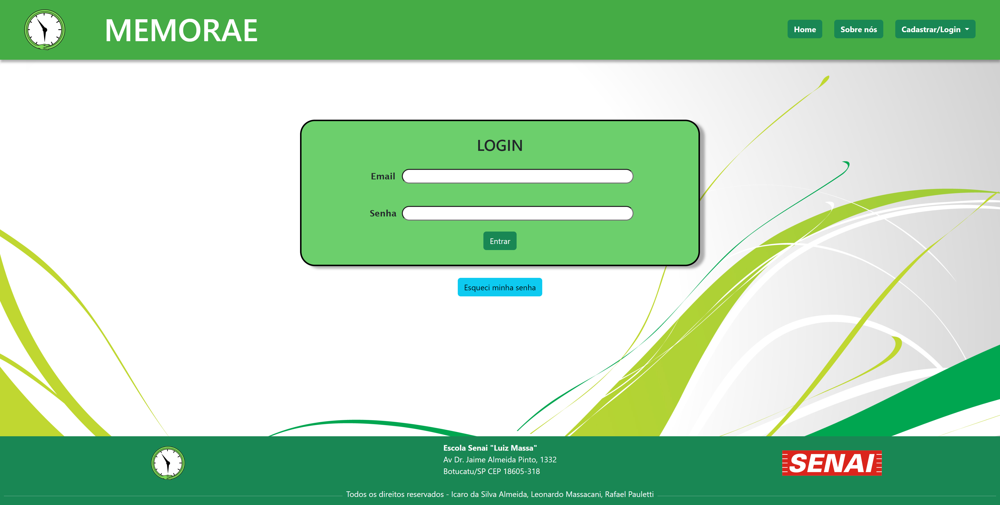 MEMORAE
Home
Sobre nós
Cadastrar/Login
LOGIN
Email
Senha
Entrar
Esqueci minha senha
Escola Senai "Luiz Massa"
Av Dr. Jaime Almeida Pinto, 1332
Botucatu/SP CEP 18605-318
SENAI
Todos os direitos reservados - Icaro da Silva Almeida, Leonardo Massacani, Rafael Pauletti